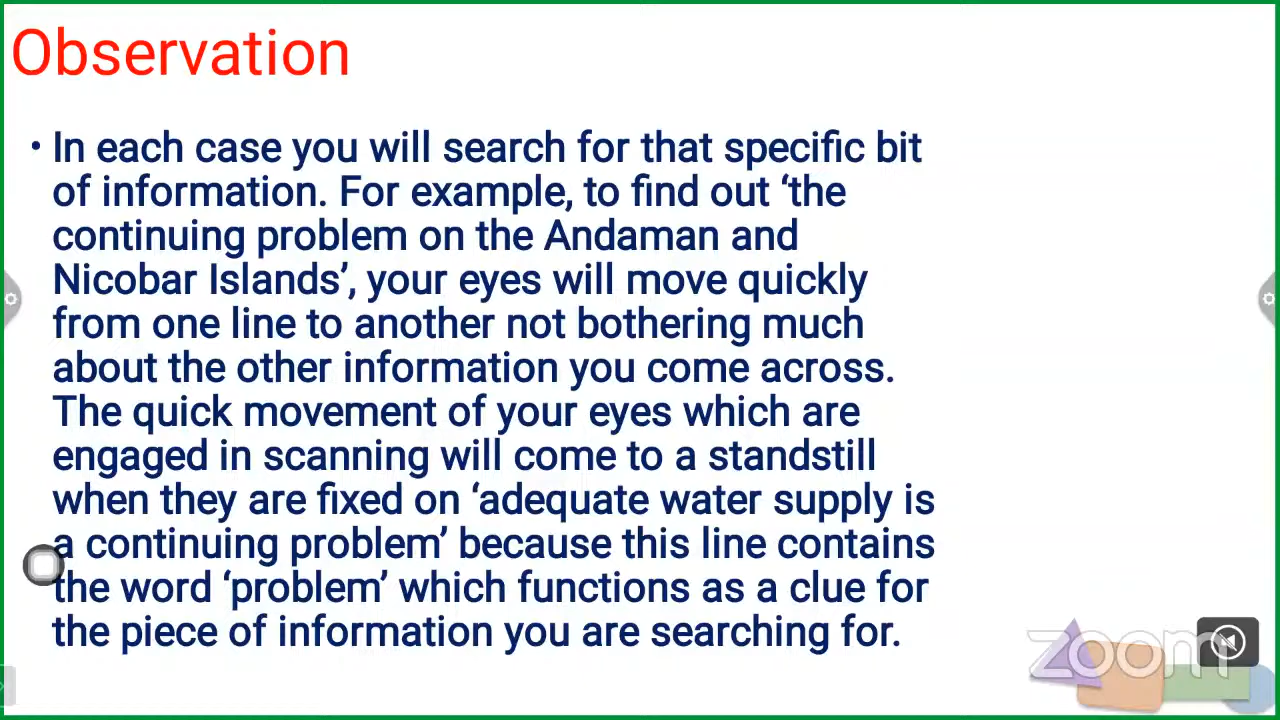 Observation
• In each case you will search for that specific bit
of information. For example, to find out ‘the
continuing problem on the Andaman and
Nicobar Islands’, your eyes will move quickly
from one line to another not bothering much
about the other information you come across.
The quick movement of your eyes which are
engaged in scanning will come to a standstill
when they are fixed on ‘adequate water supply is
a continuing problem’ because this line contains
the word ‘problem’ which functions as a clue for
the piece of information you are searching for.
zoom